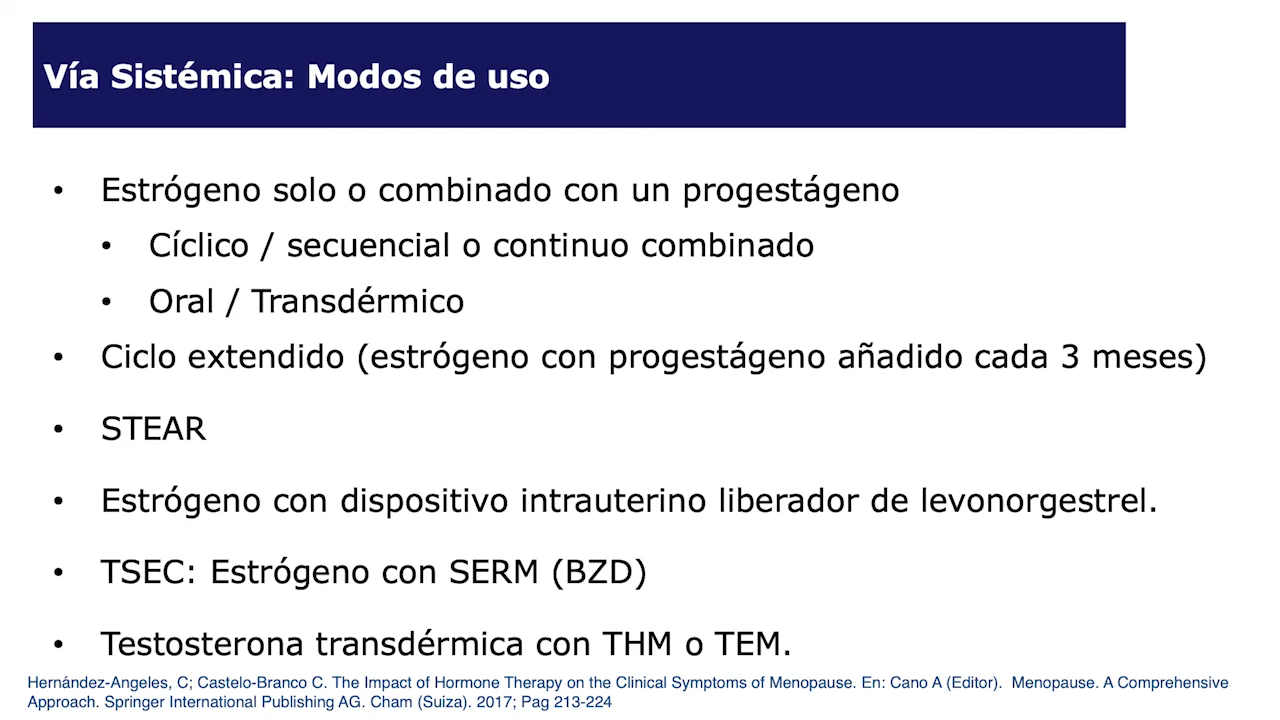 Vía Sistémica: Modos de uso
• Estrógeno solo o combinado con un progestágeno
• Cíclico / secuencial o continuo combinado
• Oral / Transdérmico
• Ciclo extendido (estrógeno con progestágeno añadido cada 3 meses)
• STEAR
• Estrógeno con dispositivo intrauterino liberador de levonorgestrel.
• TSEC: Estrógeno con SERM (BZD)
• Testosterona transdérmica con THM o TEM.
Hernández-Angeles, C; Castelo-Branco C. The Impact of Hormone Therapy on the Clinical Symptoms of Menopause. En: Cano A (Editor). Menopause. A Comprehensive
Approach. Springer International Publishing AG. Cham (Suiza). 2017; Pag 213-224